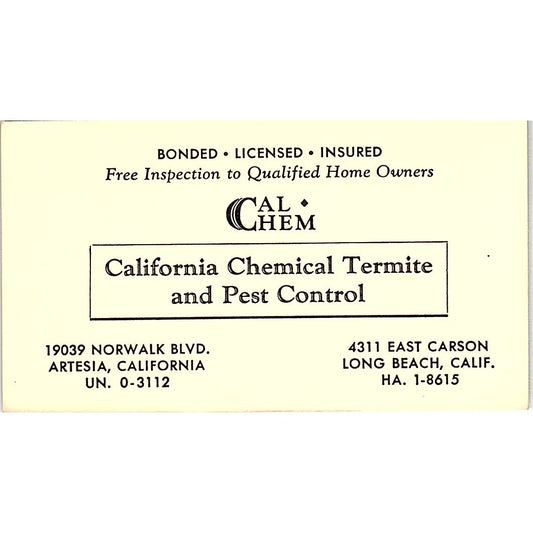 BONDED • LICENSED • INSURED
Free Inspection to Qualified Home Owners
CAL
CHEM
California Chemical Termite
and Pest Control
19039 NORWALK BLVD.
ARTESIA, CALIFORNIA
UN. 0-3112
4311 EAST CARSON
LONG BEACH, CALIF.
HA. 1-8615